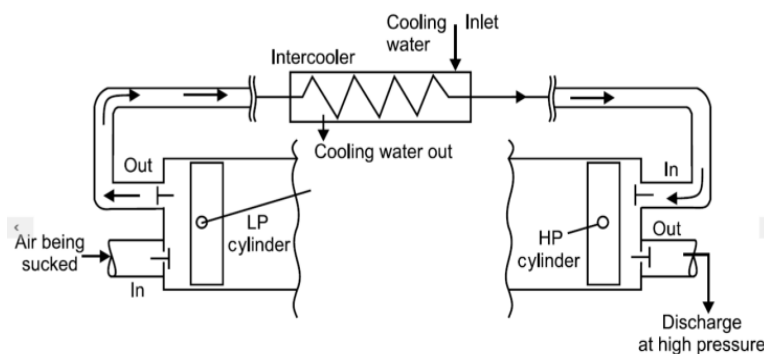 Cooling
water
Inlet
Intercooler
Cooling water out
Out
In
LP
cylinder
HP
cylinder
Out
Air being
sucked
In
Discharge
at high pressure